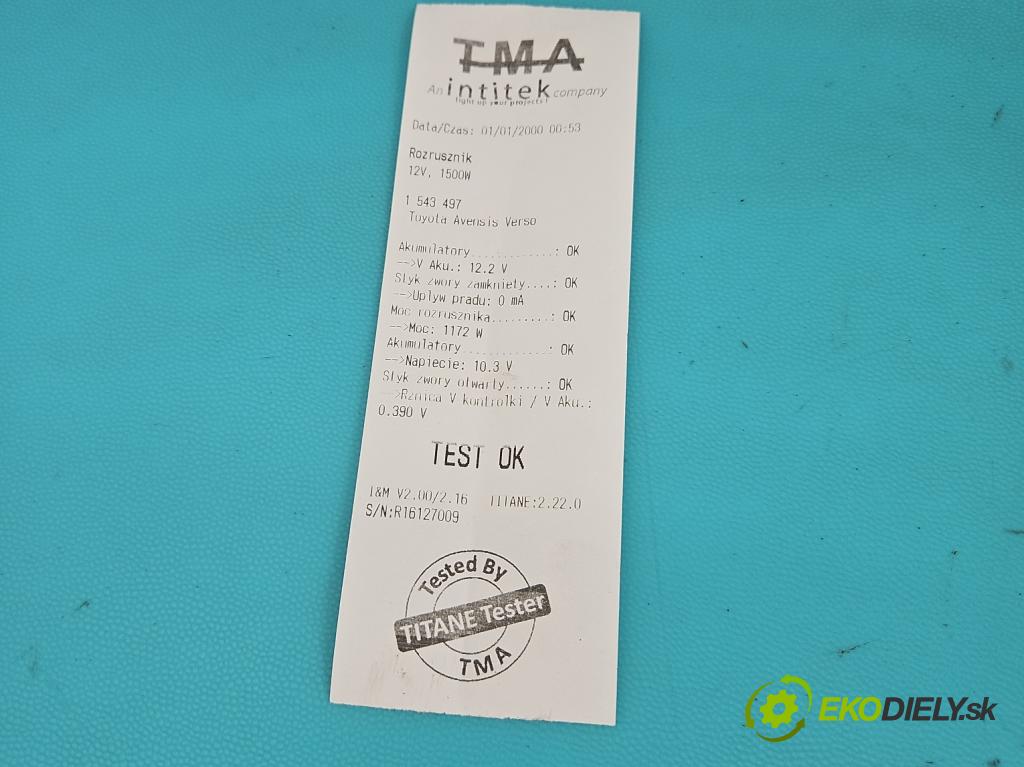 TMA
An intitek company
light up your projects !
Data/Czas: 01/01/2000 00:53
Rozrusznik
12V, 1500W
1 543 497
Toyota Avensis Verso
Akumulatory............: OK
-->V Aku.: 12.2 V
Styk zwory zamkniety....: OK
-->Uplyw pradu: 0 mA
Moc rozrusznika.........: OK
-->Moc: 1172 W
Akumulatory.............: OK
-->Napiecie: 10.3 V
Styk zwory otwarty......: OK
-->Rznica V kontrolki / V Aku.:
0.390 V
TEST OK
I&M V2.00/2.16 TITANE:2.22.0
S/N:R16127009
Tested By
TITANE Tester
TMA
EKODIELY.sk